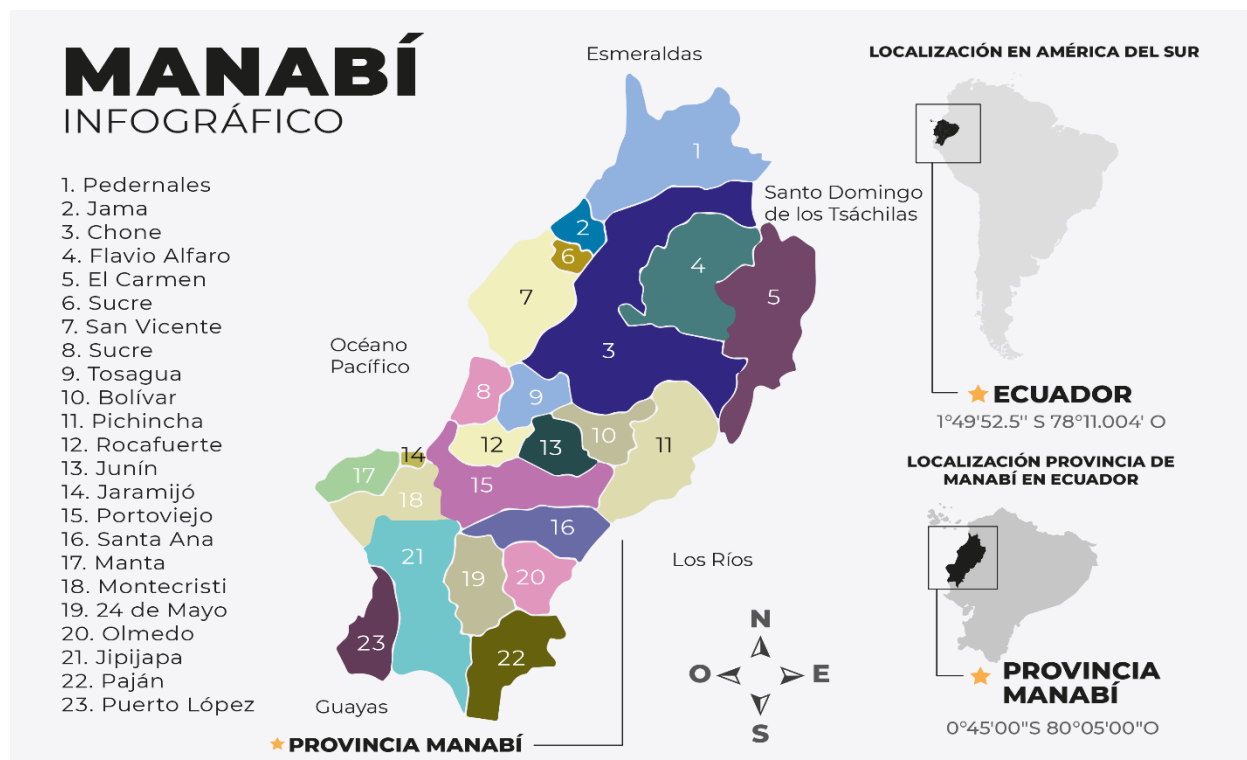 MANABÍ
INFOGRÁFICO
1. Pedernales
2. Jama
3. Chone
4. Flavio Alfaro
5. El Carmen
6. Sucre
7. San Vicente
8. Sucre
9. Tosagua
10. Bolívar
11. Pichincha
12. Rocafuerte
13. Junín
14. Jaramijó
15. Portoviejo
16. Santa Ana
17. Manta
18. Montecristi
19. 24 de Mayo
20. Olmedo
21. Jipijapa
22. Paján
23. Puerto López
Esmeraldas
Santo Domingo
de los Tsáchilas
Océano
Pacífico
Los Ríos
Guayas
1
2
6
7
4
5
3
8
9
10
11
12
13
14
17
15
18
16
21
19
20
23
22
PROVINCIA MANABÍ
N
O
E
S
LOCALIZACIÓN EN AMÉRICA DEL SUR
ECUADOR
1°49'52.5" S 78°11.004' O
LOCALIZACIÓN PROVINCIA DE
MANABÍ EN ECUADOR
PROVINCIA
MANABÍ
0°45'00"S 80°05'00"O